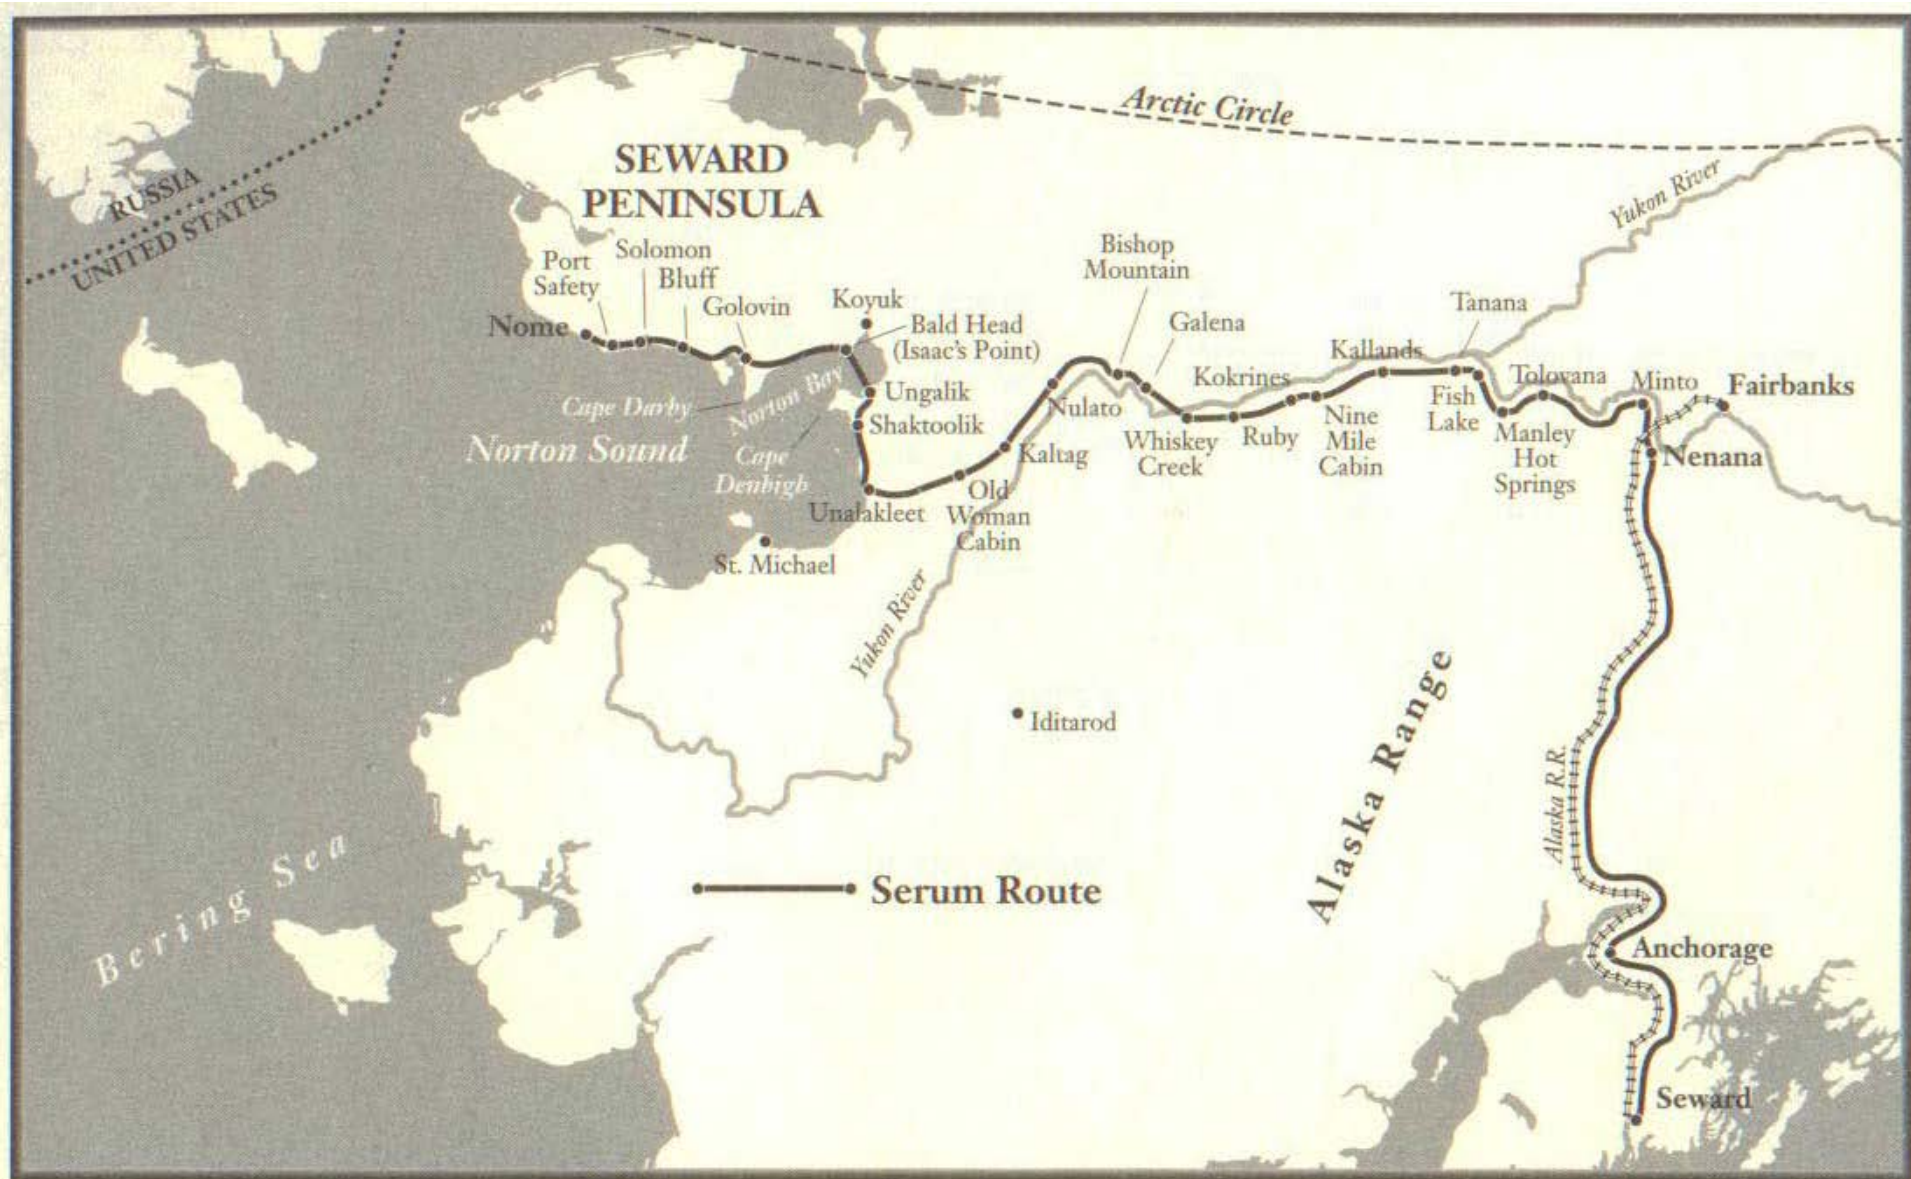 Arctic Circle
SEWARD
PENINSULA
RUSSIA
UNITED STATES
Yukon River
Port
Safety
Solomon
Bluff
Golovin
Koyuk
Bishop
Mountain
Nome
Bald Head
(Isaac's Point)
Galena
Tanana
Kallands
Kokrines
Tolovana
Minto
Fairbanks
Ungalik
Cape Darby
Norton Bay
Shaktoolik
Nulato
Norton Sound
Cape
Denbigh
Kaltag
Whiskey
Creek
Ruby
Nine
Mile
Cabin
Fish
Lake
Manley
Hot
Springs
Nenana
Unalakleet
Old
Woman
Cabin
St. Michael
Yukon River
Iditarod
Alaska Range
Alaska R.R.
Bering Sea
Serum Route
Anchorage
Seward